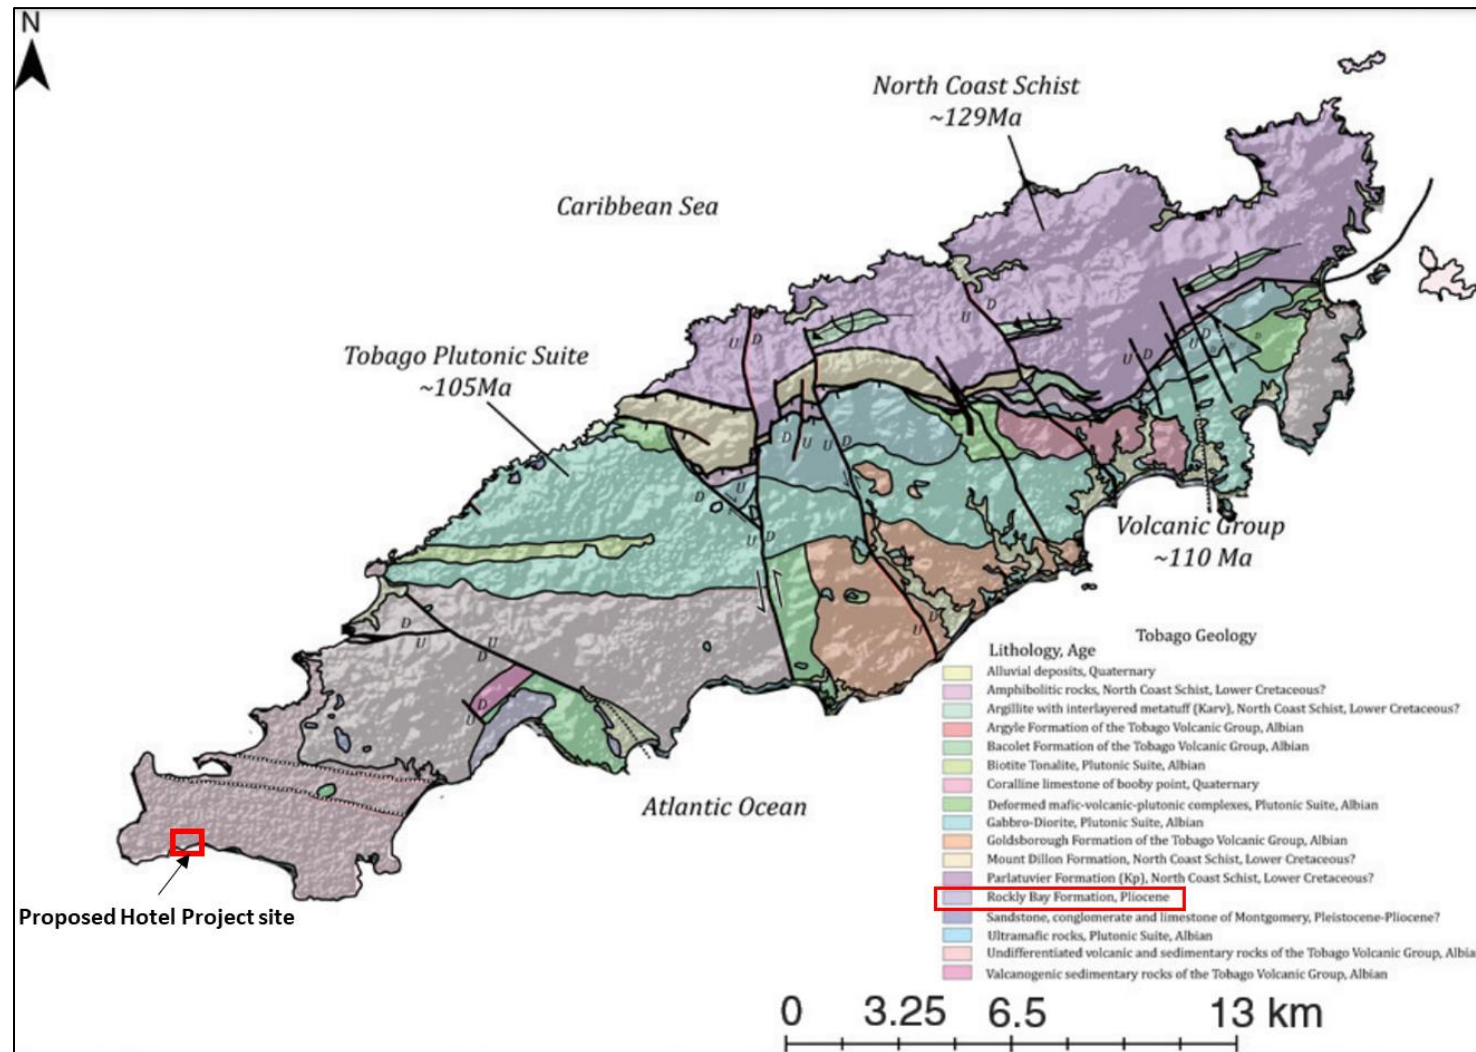 N
North Coast Schist
~129Ma
Caribbean Sea
Tobago Plutonic Suite
~105Ma
U D
U D
U D
U D
D U U D
D U
U D
D
U
U
D
U D
D
U
Volcanic Group
~110 Ma
Atlantic Ocean
Proposed Hotel Project site
Tobago Geology
Lithology, Age
Alluvial deposits, Quaternary
Amphibolitic rocks, North Coast Schist, Lower Cretaceous?
Argillite with interlayered metatuff (Karv), North Coast Schist, Lower Cretaceous?
Argyle Formation of the Tobago Volcanic Group, Albian
Bacolet Formation of the Tobago Volcanic Group, Albian
Biotite Tonalite, Plutonic Suite, Albian
Coralline limestone of booby point, Quaternary
Deformed mafic-volcanic-plutonic complexes, Plutonic Suite, Albian
Gabbro-Diorite, Plutonic Suite, Albian
Goldsborough Formation of the Tobago Volcanic Group, Albian
Mount Dillon Formation, North Coast Schist, Lower Cretaceous?
Parlatuvier Formation (Kp), North Coast Schist, Lower Cretaceous?
Rockly Bay Formation, Pliocene
Sandstone, conglomerate and limestone of Montgomery, Pleistocene-Pliocene?
Ultramafic rocks, Plutonic Suite, Albian
Undifferentiated volcanic and sedimentary rocks of the Tobago Volcanic Group, Albia
Valcanogenic sedimentary rocks of the Tobago Volcanic Group, Albian
0 3.25 6.5 13 km